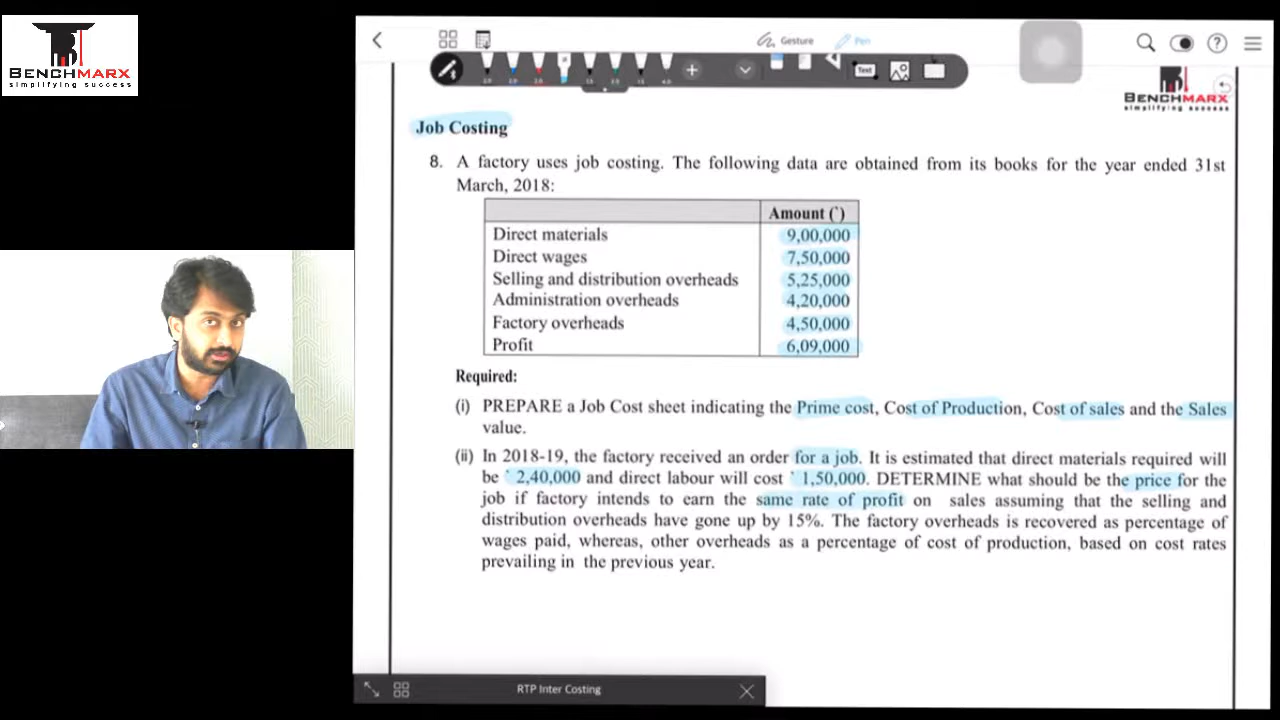 BENCHMARX
simplifying success
Gesture
Pen
Text
BENCHMARX
simplifying success
Job Costing
8. A factory uses job costing. The following data are obtained from its books for the year ended 31st
March, 2018:
Amount (`)
Direct materials 9,00,000
Direct wages 7,50,000
Selling and distribution overheads 5,25,000
Administration overheads 4,20,000
Factory overheads 4,50,000
Profit 6,09,000
Required:
(i) PREPARE a Job Cost sheet indicating the Prime cost, Cost of Production, Cost of sales and the Sales
value.
(ii) In 2018-19, the factory received an order for a job. It is estimated that direct materials required will
be ` 2,40,000 and direct labour will cost ` 1,50,000. DETERMINE what should be the price for the
job if factory intends to earn the same rate of profit on sales assuming that the selling and
distribution overheads have gone up by 15%. The factory overheads is recovered as percentage of
wages paid, whereas, other overheads as a percentage of cost of production, based on cost rates
prevailing in the previous year.
RTP Inter Costing